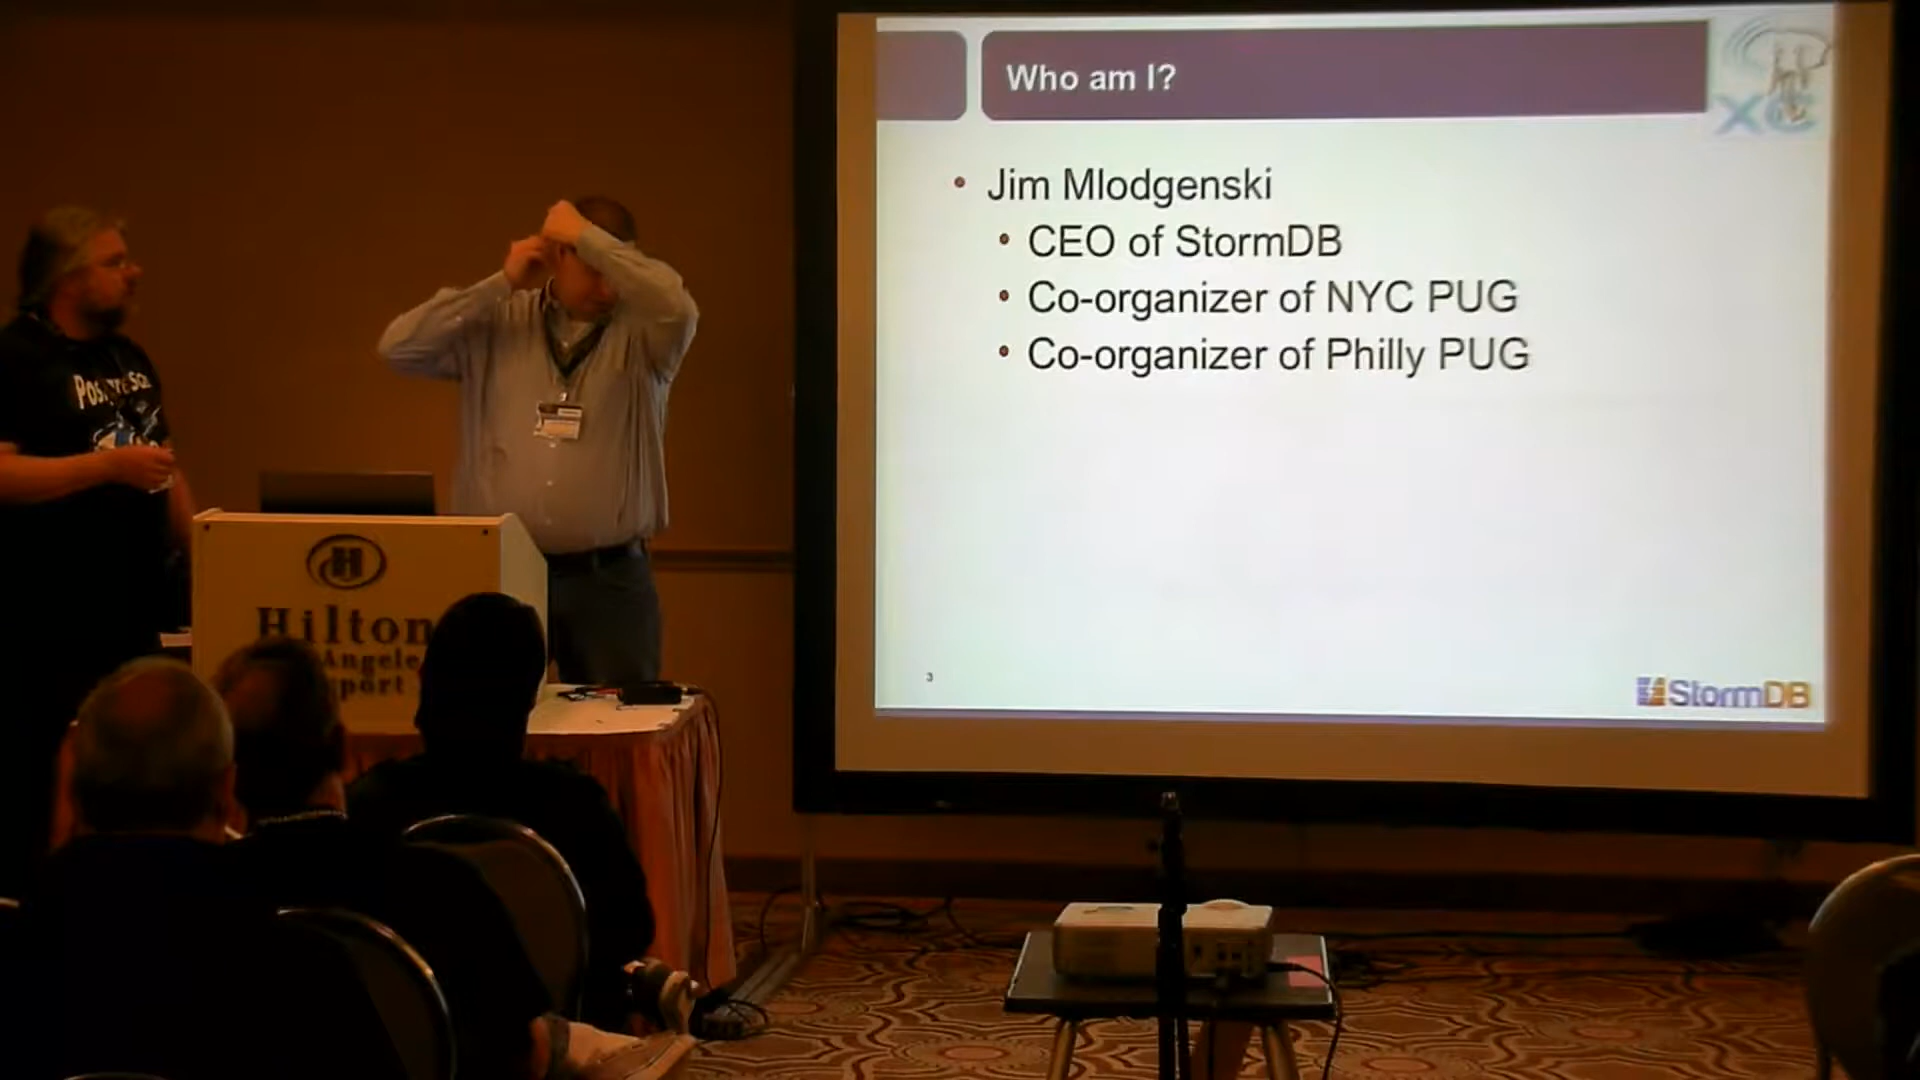 Who am I?
XC
Jim Mlodgenski
CEO of StormDB
Co-organizer of NYC PUG
Co-organizer of Philly PUG
3
StormDB
H
Hilton